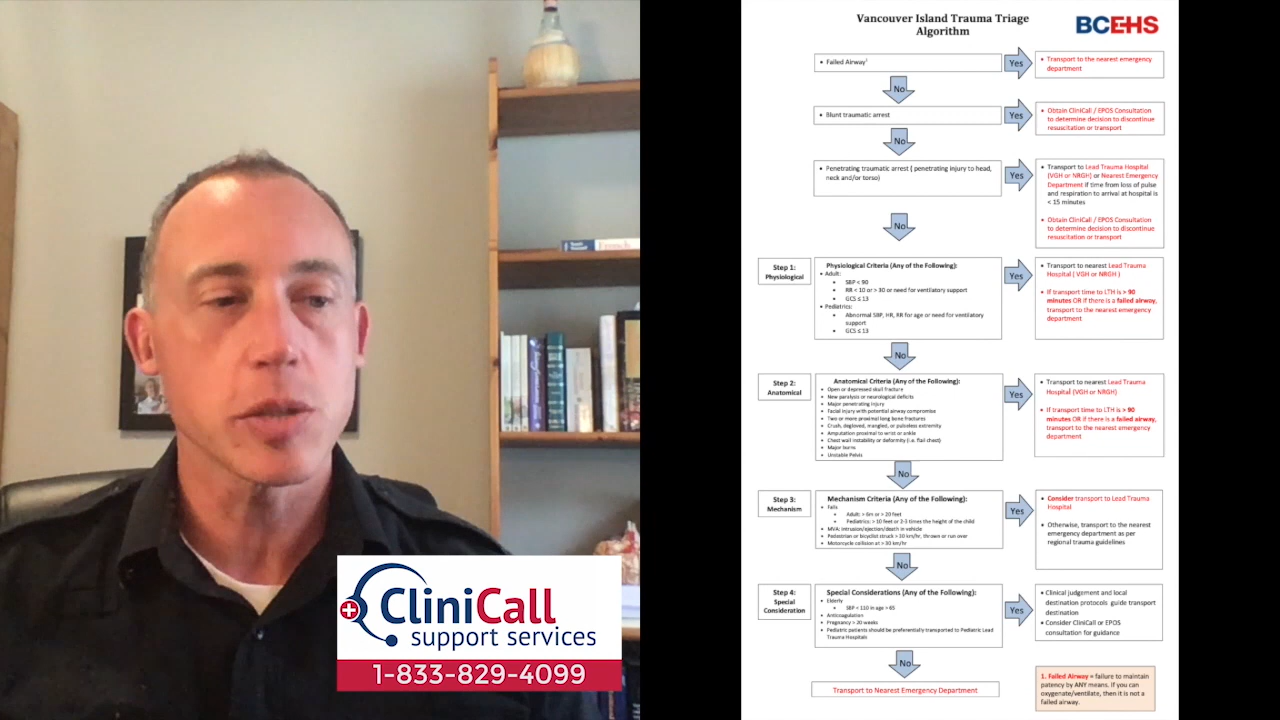 Vancouver Island Trauma Triage
Algorithm
BCEHS
• Failed Airway¹
Yes
• Transport to the nearest emergency
department
No
• Blunt traumatic arrest
Yes
• Obtain CliniCall / EPOS Consultation
to determine decision to discontinue
resuscitation or transport
No
• Penetrating traumatic arrest ( penetrating injury to head,
neck and/or torso)
Yes
• Transport to Lead Trauma Hospital
(VGH or NRGH) or Nearest Emergency
Department if time from loss of pulse
and respiration to arrival at hospital is
< 15 minutes
• Obtain CliniCall / EPOS Consultation
to determine decision to discontinue
resuscitation or transport
No
Step 1:
Physiological
Physiological Criteria (Any of the Following):
• Adult:
• SBP < 90
• RR < 10 or > 30 or need for ventilatory support
• GCS ≤ 13
• Pediatrics:
• Abnormal SBP, HR, RR for age or need for ventilatory
support
• GCS ≤ 13
Yes
• Transport to nearest Lead Trauma
Hospital ( VGH or NRGH )
• If transport time to LTH is > 90
minutes OR if there is a failed airway,
transport to the nearest emergency
department
No
Step 2:
Anatomical
Anatomical Criteria (Any of the Following):
• Open or depressed skull fracture
• New paralysis or neurological deficits
• Major penetrating injury
• Facial injury with potential airway compromise
• Two or more proximal long bone fractures
• Crush, degloved, mangled, or pulseless extremity
• Amputation proximal to wrist or ankle
• Chest wall instability or deformity (i.e. flail chest)
• Major burns
• Unstable Pelvis
Yes
• Transport to nearest Lead Trauma
Hospital (VGH or NRGH)
• If transport time to LTH is > 90
minutes OR if there is a failed airway,
transport to the nearest emergency
department
No
Step 3:
Mechanism
Mechanism Criteria (Any of the Following):
• Falls
• Adult: > 6m or > 20 feet
• Pediatrics: > 10 feet or 2-3 times the height of the child
• MVA: Intrusion/ejection/death in vehicle
• Pedestrian or bicyclist struck > 30 km/hr, thrown or run over
• Motorcycle collision at > 30 km/hr
Yes
• Consider transport to Lead Trauma
Hospital
• Otherwise, transport to the nearest
emergency department as per
regional trauma guidelines
No
Step 4:
Special
Consideration
Special Considerations (Any of the Following):
• Elderly
• SBP < 110 in age > 65
• Anticoagulation
• Pregnancy > 20 weeks
• Pediatric patients should be preferentially transported to Pediatric Lead
Trauma Hospitals
Yes
• Clinical judgement and local
destination protocols guide transport
destination
• Consider CliniCall or EPOS
consultation for guidance
No
Transport to Nearest Emergency Department
1. Failed Airway = failure to maintain
patency by ANY means. If you can
oxygenate/ventilate, then it is not a
failed airway.
CliniCall
support services
1-833-829-4099
French